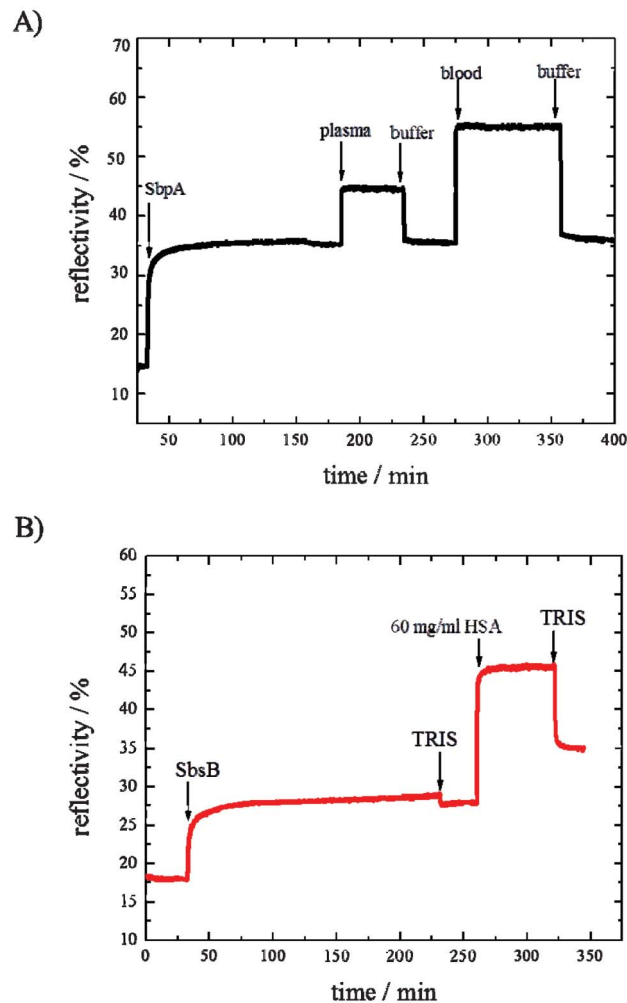 A)
70
60
50
40
30
20
10
reflectivity / %
SbpA
plasma
buffer
blood
buffer
50 100 150 200 250 300 350 400
time / min
B)
60
55
50
45
40
35
30
25
20
15
10
reflectivity / %
SbsB
TRIS
60 mg/ml HSA
TRIS
0 50 100 150 200 250 300 350
time / min